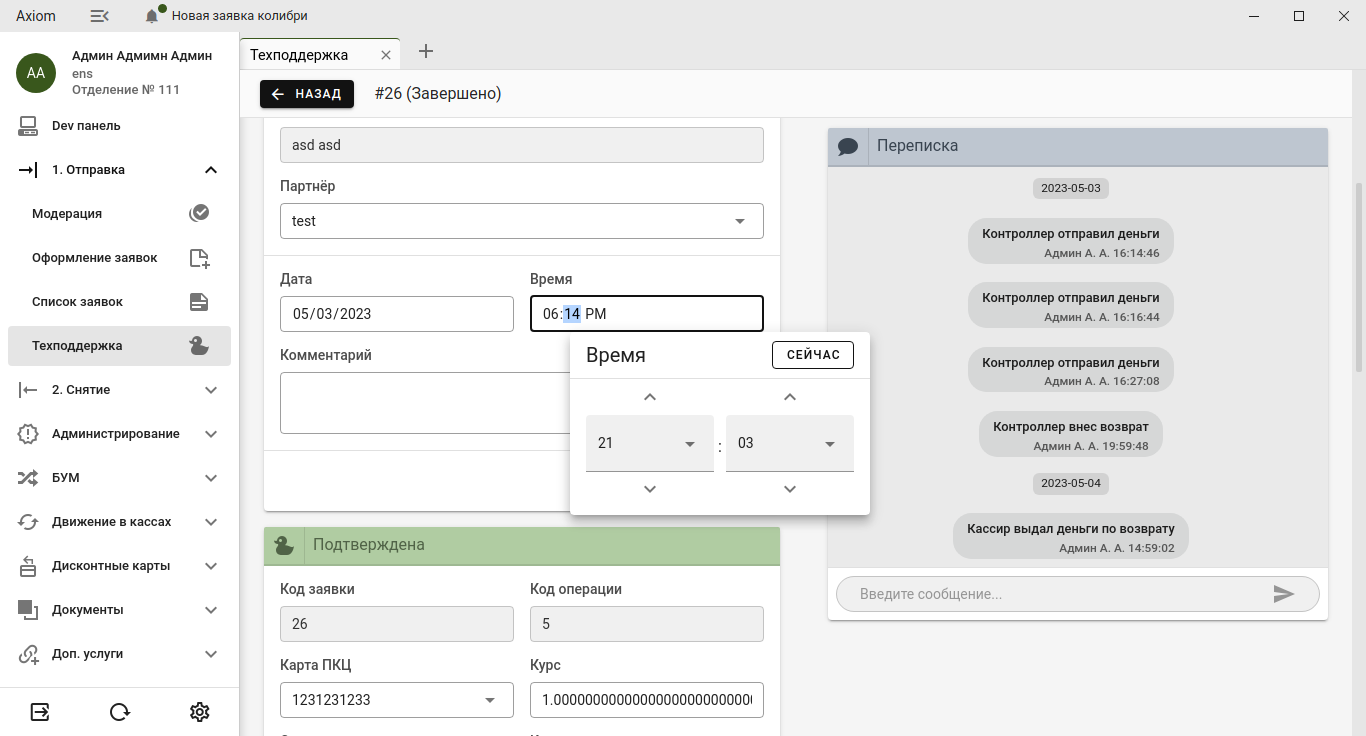 Axiom
Новая заявка колибри
АА
Админ Адмимн Админ
ens
Отделение № 111
Dev панель
1. Отправка
Модерация
Оформление заявок
Список заявок
Техподдержка
2. Снятие
Администрирование
БУМ
Движение в кассах
Дисконтные карты
Документы
Доп. услуги
Техподдержка
НАЗАД
#26 (Завершено)
asd asd
Партнёр
test
Дата
Время
05/03/2023
06:14 PM
Комментарий
Время
СЕЙЧАС
21 : 03
Подтверждена
Код заявки
Код операции
26
5
Карта ПКЦ
Курс
1231231233
Переписка
2023-05-03
Контроллер отправил деньги
Админ А. А. 16:14:46
Контроллер отправил деньги
Админ А. А. 16:16:44
Контроллер отправил деньги
Админ А. А. 16:27:08
Контроллер внес возврат
Админ А. А. 19:59:48
2023-05-04
Кассир выдал деньги по возврату
Админ А. А. 14:59:02
Введите сообщение...